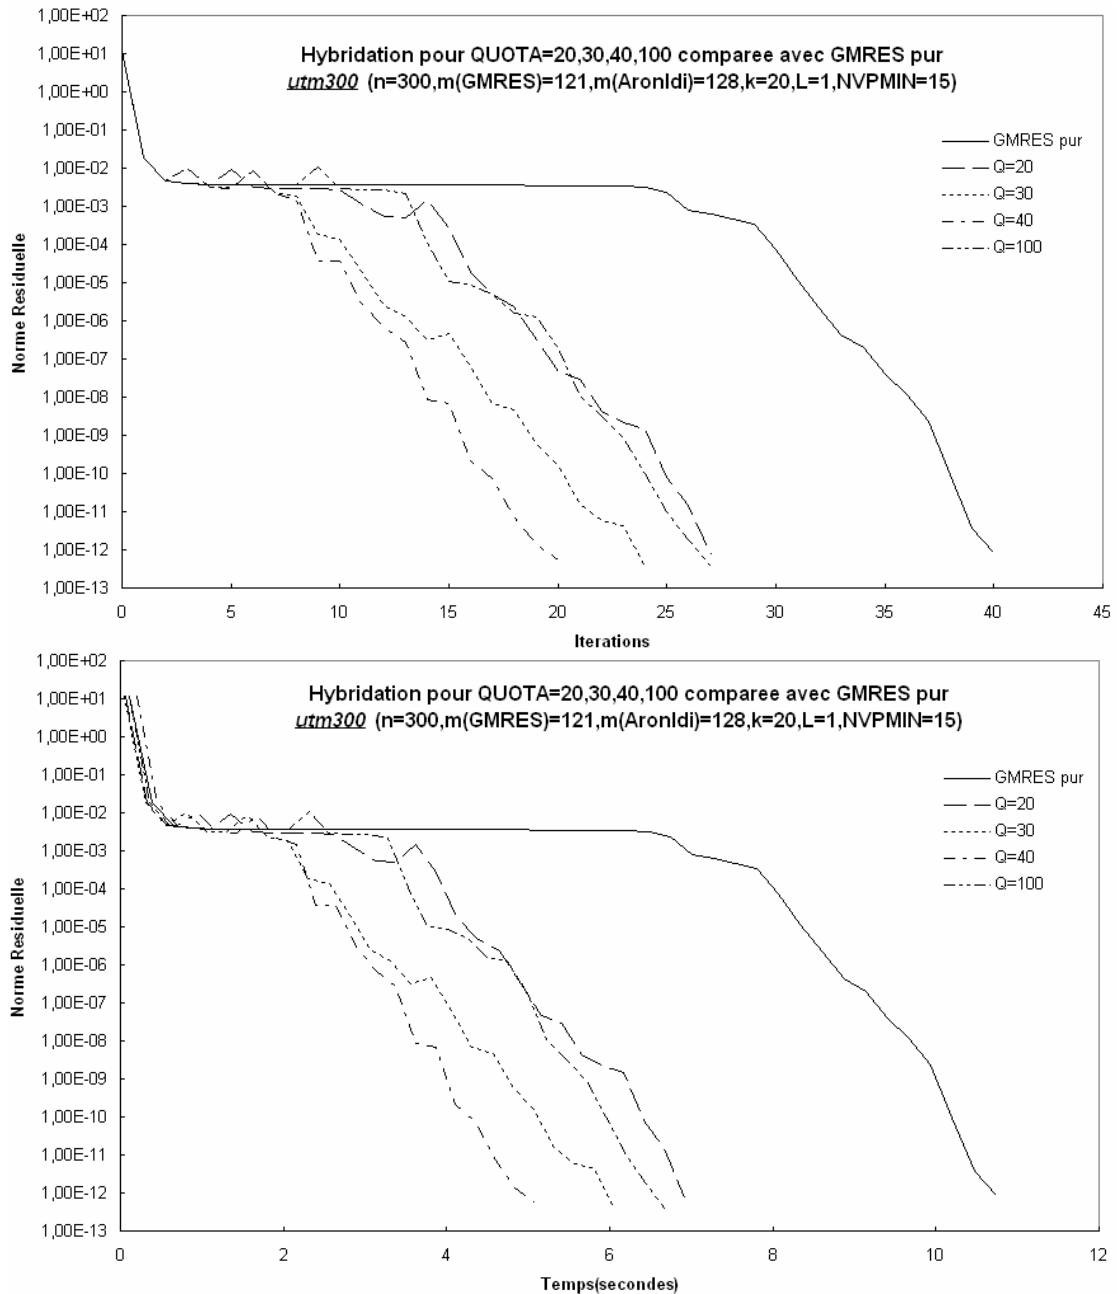 1,00E+02
1,00E+01
1,00E+00
1,00E-01
1,00E-02
1,00E-03
1,00E-04
1,00E-05
1,00E-06
1,00E-07
1,00E-08
1,00E-09
1,00E-10
1,00E-11
1,00E-12
1,00E-13
Norme Residuelle
Hybridation pour QUOTA=20,30,40,100 comparee avec GMRES pur
utm300 (n=300,m(GMRES)=121,m(Aronldi)=128,k=20,L=1,NVPMIN=15)
GMRES pur
Q=20
Q=30
Q=40
Q=100
0 5 10 15 20 25 30 35 40 45
Iterations
1,00E+02
1,00E+01
1,00E+00
1,00E-01
1,00E-02
1,00E-03
1,00E-04
1,00E-05
1,00E-06
1,00E-07
1,00E-08
1,00E-09
1,00E-10
1,00E-11
1,00E-12
1,00E-13
Norme Residuelle
Hybridation pour QUOTA=20,30,40,100 comparee avec GMRES pur
utm300 (n=300,m(GMRES)=121,m(Aronldi)=128,k=20,L=1,NVPMIN=15)
GMRES pur
Q=20
Q=30
Q=40
Q=100
0 2 4 6 8 10 12
Temps(secondes)